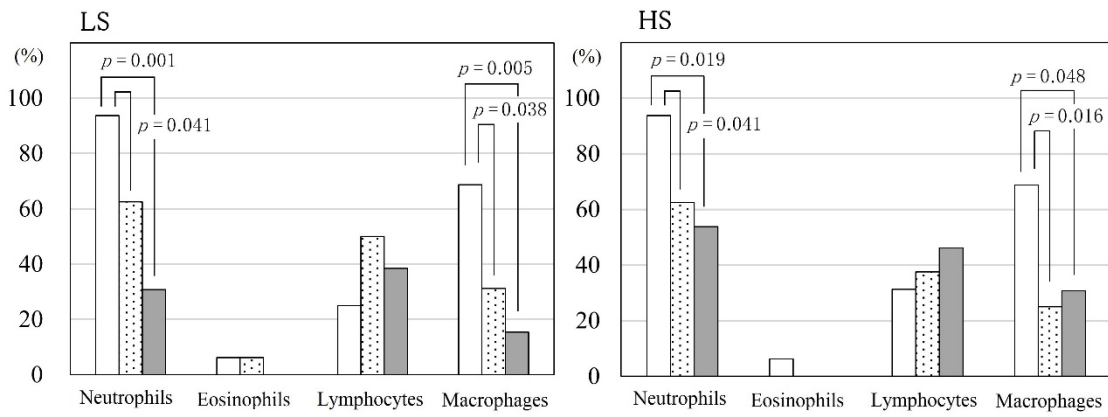 LS
(%)
p = 0.001
p = 0.005
100
p = 0.041
p = 0.038
80
60
40
20
0
Neutrophils Eosinophils Lymphocytes Macrophages
HS
(%)
p = 0.019
p = 0.048
100
p = 0.041
p = 0.016
80
60
40
20
0
Neutrophils Eosinophils Lymphocytes Macrophages